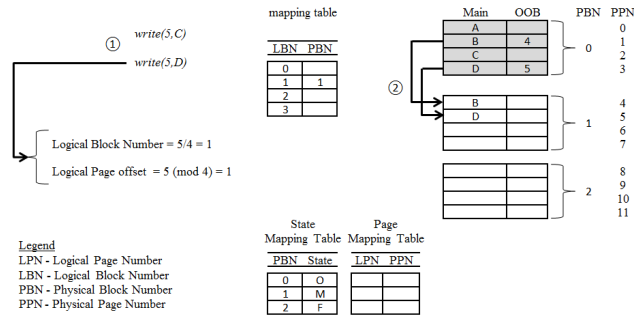 mapping table
Main OOB PBN PPN
① write(5,C)
write(5,D)
LBN PBN
0
1 1
2
3
②
A 0
B 4 1
C 2
D 5 3
0
B 4
D 5
6
7
1
8
9
10
11
2
Logical Block Number = 5/4 = 1
Logical Page offset = 5 (mod 4) = 1
State
Mapping Table
PBN State
0 O
1 M
2 F
Page
Mapping Table
LPN PPN
Legend
LPN - Logical Page Number
LBN - Logical Block Number
PBN - Physical Block Number
PPN - Physical Page Number